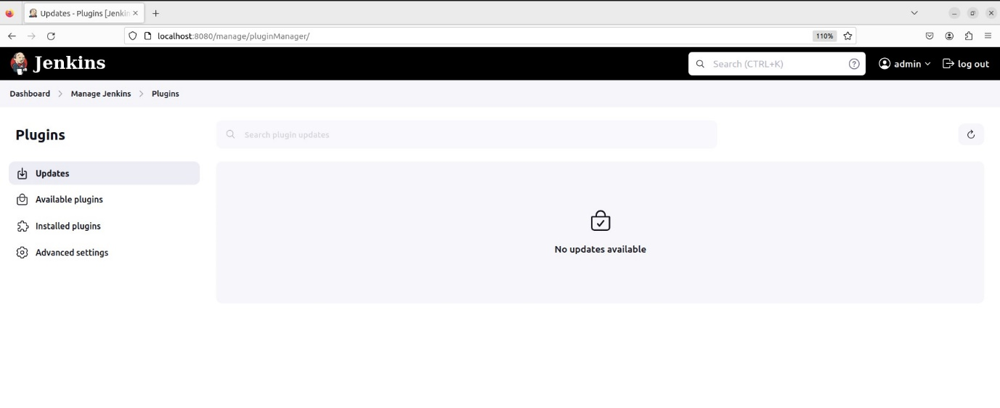 Updates - Plugins [Jenkin
localhost:8080/manage/pluginManager/
110%
Jenkins
Search (CTRL+K)
admin
log out
Dashboard
Manage Jenkins
Plugins
Plugins
Search plugin updates
Updates
Available plugins
Installed plugins
Advanced settings
No updates available